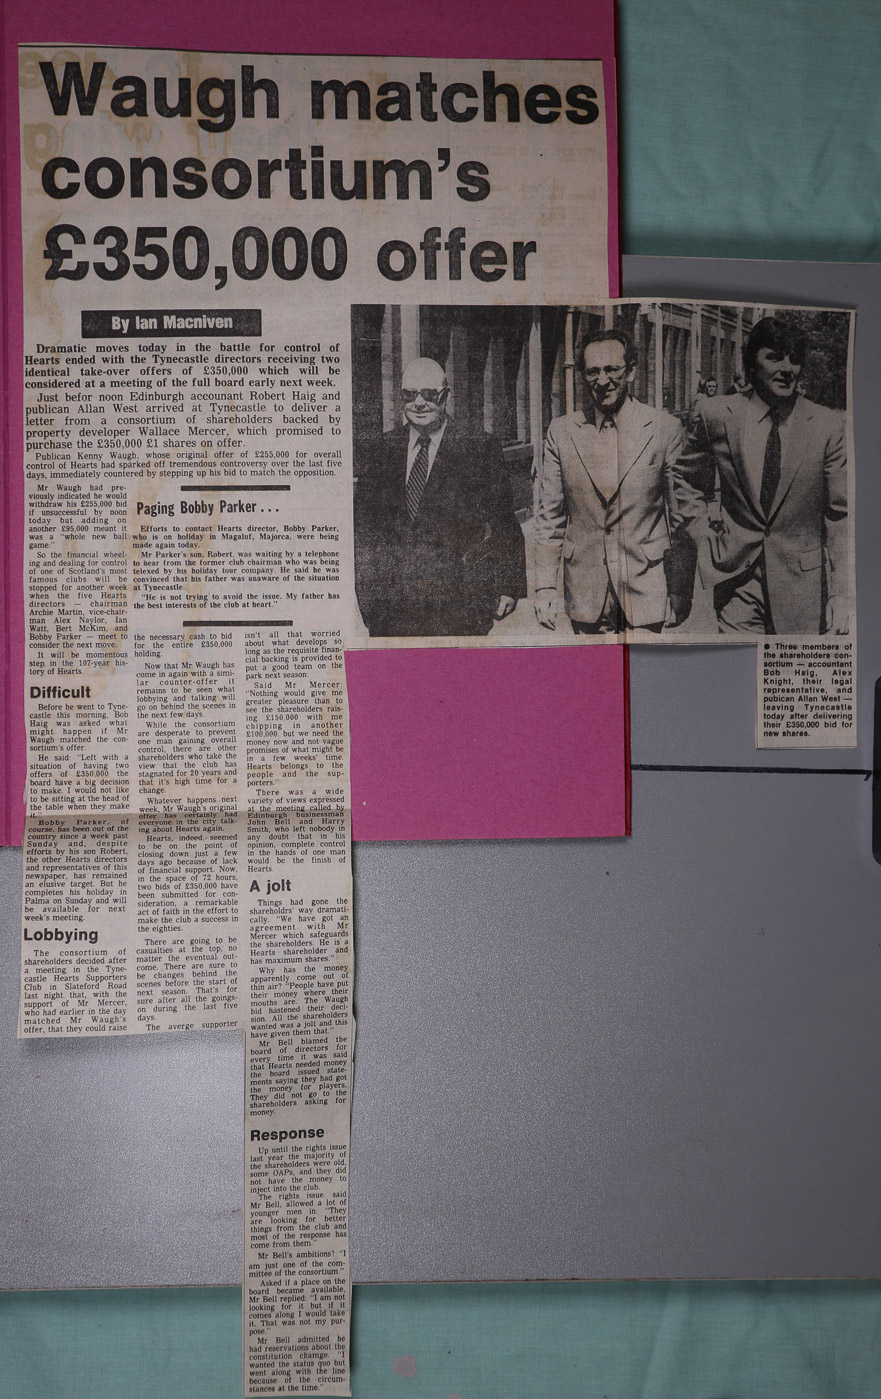 Waugh matches
consortium's
£350,000 offer
By Ian Macniven
Dramatic moves today in the battle for control of
Hearts ended with the Tynecastle directors receiving two
identical take-over offers of £350,000 which will be
considered at a meeting of the full board early next week.
Just befor noon Edinburgh accountant Robert Haig and
publican Allan West arrived at Tynecastle to deliver a
letter from a consortium of shareholders backed by
property developer Wallace Mercer, which promised to
purchase the £350,000 £1 shares on offer.
Publican Kenny Waugh, whose original offer of £255,000 for overall
control of Hearts had sparked off tremendous controversy over the last five
days, immediately countered by stepping up his bid to match the opposition.
Mr Waugh had pre-
viously indicated he would
withdraw his £255,000 bid
if unsuccessful by noon
today but adding on
another £95,000 meant it
was a "whole new ball
game."
So the financial wheel-
ing and dealing for control
of one of Scotland's most
famous clubs will be
stopped for another week
when the five Hearts
directors — chairman
Archie Martin, vice-chair-
man Alex Naylor, Ian
Watt, Bert McKim, and
Bobby Parker — meet to
consider the next move.
It will be momentous
step in the 107-year his-
tory of Hearts
Difficult
Before he went to Tyne-
castle this morning, Bob
Haig was asked what
might happen if Mr
Waugh matched the con-
sortium's offer.
He said: "Left with a
situation of having two
offers of £350,000 the
board have a big decision
to make. I would not like
to be sitting at the head of
the table when they make
it."
Bobby Parker, of
course, has been out of the
country since a week past
Sunday and, despite
efforts by his son Robert,
the other Hearts directors
and representatives of this
newspaper, has remained
an elusive target. But he
completes his holiday in
Palma on Sunday and will
be available for next
week's meeting.
Lobbying
The consortium of
shareholders decided after
a meeting in the Tyne-
castle Hearts Supporters
Club in Slateford Road
last night that, with the
support of Mr Mercer,
who had earlier in the day
matched Mr Waugh's
offer, that they could raise
Paging Bobby Parker . . .
Efforts to contact Hearts director, Bobby Parker,
who is on holiday in Magaluf, Majorca, were being
made again today.
Mr Parker's son, Robert, was waiting by a telephone
to hear from the former club chairman who was being
telexed by his holiday tour company. He said he was
convinced that his father was unaware of the situation
at Tynecastle
"He is not trying to avoid the issue. My father has
the best interests of the club at heart."
the necessary cash to bid
for the entire £350,000
holding.
Now that Mr Waugh has
come in again with a simi-
lar counter-offer it
remains to be seen what
lobbying and talking will
go on behind the scenes in
the next few days.
While the consortium
are desperate to prevent
one man gaining overall
control, there are other
shareholders who take the
view that the club has
stagnated for 20 years and
that it's high time for a
change.
Whatever happens next
week, Mr Waugh's original
offer has certainly had
everyone in the city talk-
ing about Hearts again.
Hearts, indeed, seemed
to be on the point of
closing down just a few
days ago because of lack
of financial support. Now,
in the space of 72 hours,
two bids of £350,000 have
been submitted for con-
sideration, a remarkable
act of faith in the effort to
make the club a success in
the eighties.
There are going to be
casualties at the top, no
matter the eventual out-
come. There are sure to
be changes behind the
scenes before the start of
next season. That's for
sure after all the goings-
on during the last five
days.
The averge supporter
isn't all that worried
about what develops so
long as the requisite finan-
cial backing is provided to
put a good team on the
park next season.
Said Mr Mercer:
"Nothing would give me
greater pleasure than to
see the shareholders rais-
ing £150,000 with me
chipping in another
£100,000, but we need the
money now and not vague
promises of what might be
in a few weeks' time.
Hearts belongs to the
people and the sup-
porters."
There was a wide
variety of views expressed
at the meeting called by
Edinburgh businessman
John Bell and Harry
Smith, who left nobody in
any doubt that in his
opinion, complete control
in the hands of one man
would be the finish of
Hearts.
A jolt
Things had gone the
shareholdrs' way dramati-
cally. "We have got an
agreement with Mr
Mercer which safeguards
the shareholders. He is a
Hearts shareholder and
has maximum shares."
Why has the money
apparently come out of
thin air? "People have put
their money where their
mouths are. The Waugh
bid hastened their deci-
sion. All the shareholders
wanted was a jolt and this
have given them that."
Mr Bell blamed the
board of directors for
every time it was said
that Hearts needed money
the board issued state-
ments saying they had got
the money for players.
They did not go to the
shareholders asking for
money.
Response
Up until the rights issue
last year the majority of
the shareholders were old,
some OAPs, and they did
not have the money to
inject into the club.
The rights issue, said
Mr Bell, allowed a lot of
younger men in. "They
are looking for better
things from the club and
most of the response has
come from them."
Mr Bell's ambitions? "I
am just one of the com-
mittee of the consortium."
Asked if a place on the
board became available,
Mr Bell replied: "I am not
looking for it but if it
comes along I would take
it. That was not my pur-
pose."
Mr Bell admitted he
had reservations about the
constitution change. "I
wanted the status quo but
went along with the line
because of the circum-
stances at the time."
● Three members of
the shareholders con-
sortium — accountant
Bob Haig, Alex
Knight, their legal
representative, and
pubican Allan West —
leaving Tynecastle
today after delivering
their £350,000 bid for
new shares.